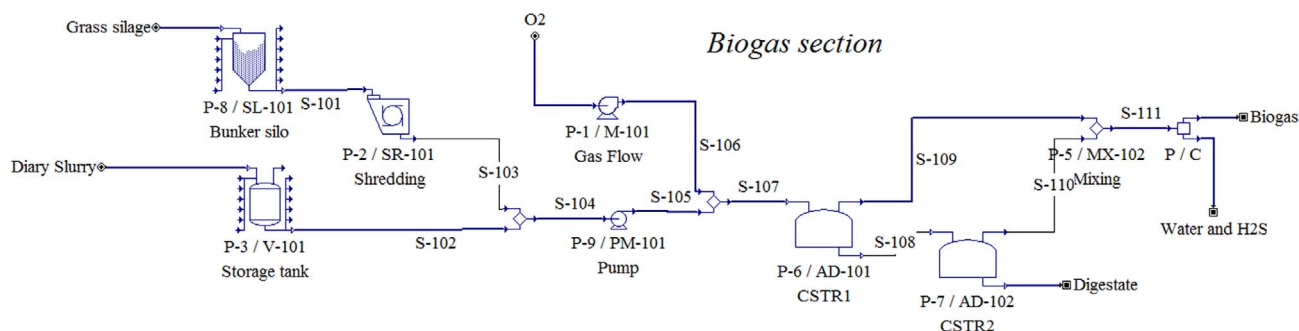 Biogas section
O2
Grass silage
S-101
P-8 / SL-101
Bunker silo
P-2 / SR-101
Shredding
P-1 / M-101
Gas Flow
S-106
S-103
Diary Slurry
P-3 / V-101
Storage tank
S-102
S-104
P-9 / PM-101
Pump
S-105
S-107
P-6 / AD-101
CSTR1
S-109
S-108
P-7 / AD-102
CSTR2
S-110
P-5 / MX-102
Mixing
S-111
P / C
Biogas
Water and H2S
Digestate